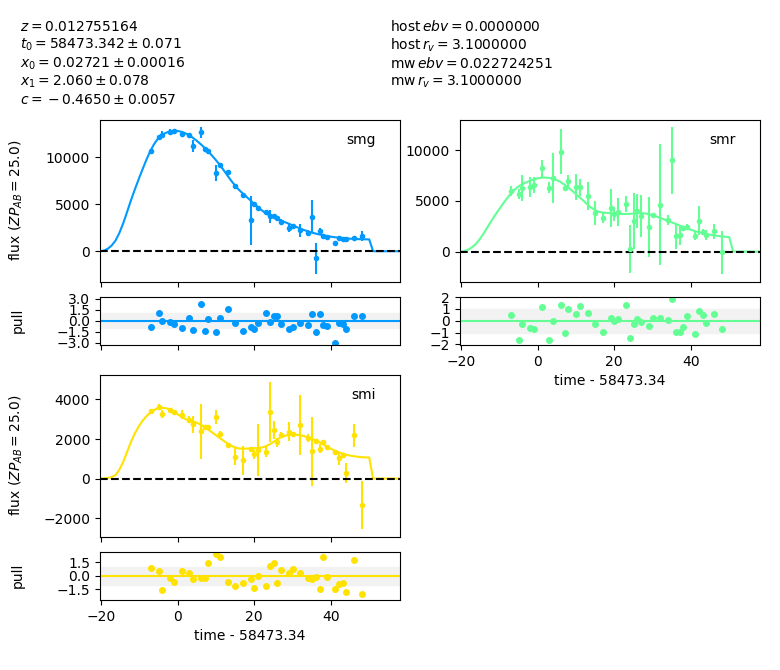 z = 0.012755164
t₀ = 58473.342 ± 0.071
x₀ = 0.02721 ± 0.00016
x₁ = 2.060 ± 0.078
c = −0.4650 ± 0.0057
host ebv = 0.0000000
host r_v = 3.1000000
mw ebv = 0.022724251
mw r_v = 3.1000000
smg
10000
5000
0
flux (ZP_AB = 25.0)
3.0
1.5
0.0
−1.5
−3.0
pull
smr
10000
5000
0
2
1
0
−1
−2
−20
0
20
40
time - 58473.34
smi
4000
2000
0
−2000
flux (ZP_AB = 25.0)
1.5
0.0
−1.5
pull
−20
0
20
40
time - 58473.34